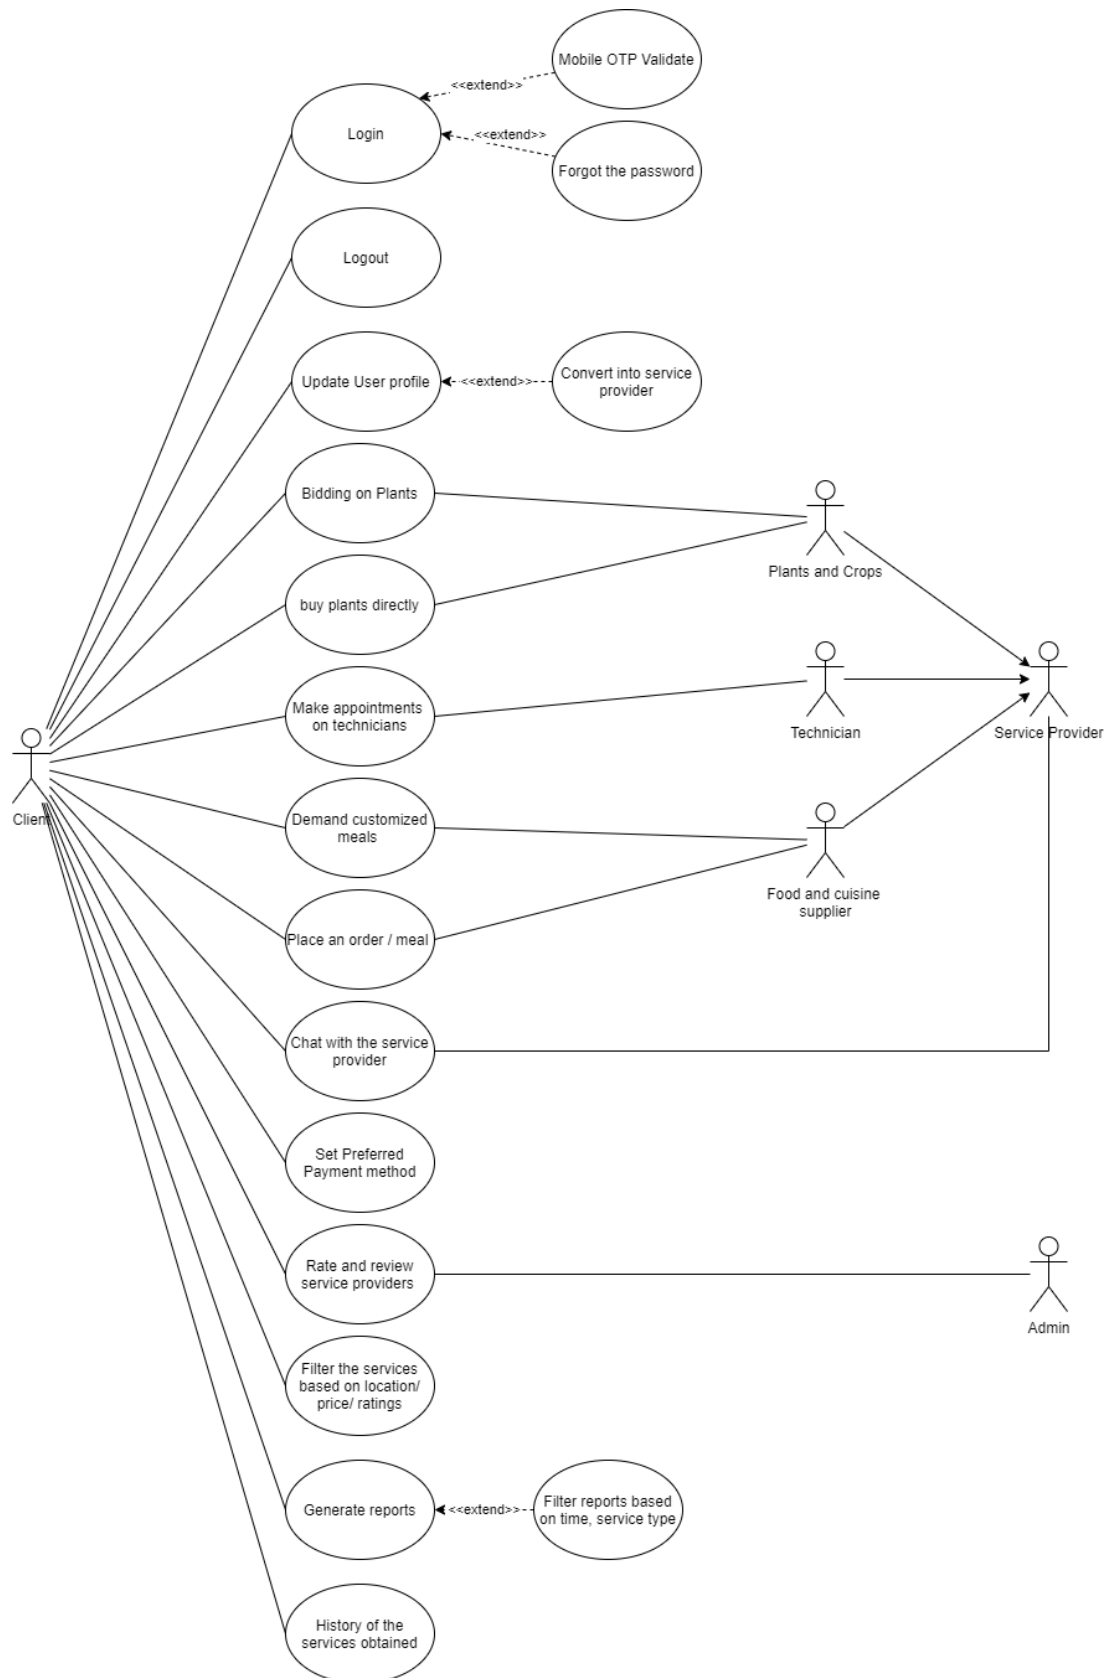 Mobile OTP Validate
<<extend>>
Login
<<extend>>
Forgot the password
Logout
Update User profile
<<extend>>
Convert into service
provider
Bidding on Plants
Plants and Crops
buy plants directly
Make appointments
on technicians
Technician
Service Provider
Client
Demand customized
meals
Food and cuisine
supplier
Place an order / meal
Chat with the service
provider
Set Preferred
Payment method
Rate and review
service providers
Admin
Filter the services
based on location/
price/ ratings
Generate reports
<<extend>>
Filter reports based
on time, service type
History of the
services obtained